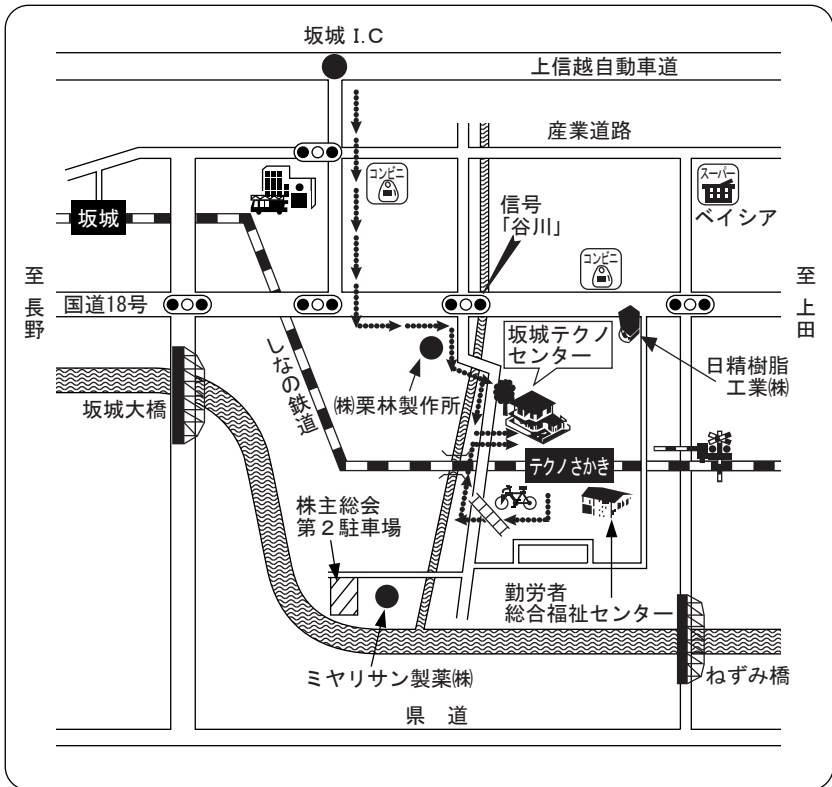 坂城 I.C
上信越自動車道
産業道路
コンビニ
スーパー
ベイシア
坂城
信号
「谷川」
コンビニ
至長野
至上田
国道18号
坂城テクノ
センター
日精樹脂
工業㈱
しなの鉄道
㈱栗林製作所
坂城大橋
テクノさかき
株主総会
第２駐車場
勤労者
総合福祉センター
ミヤリサン製薬㈱
ねずみ橋
県　道